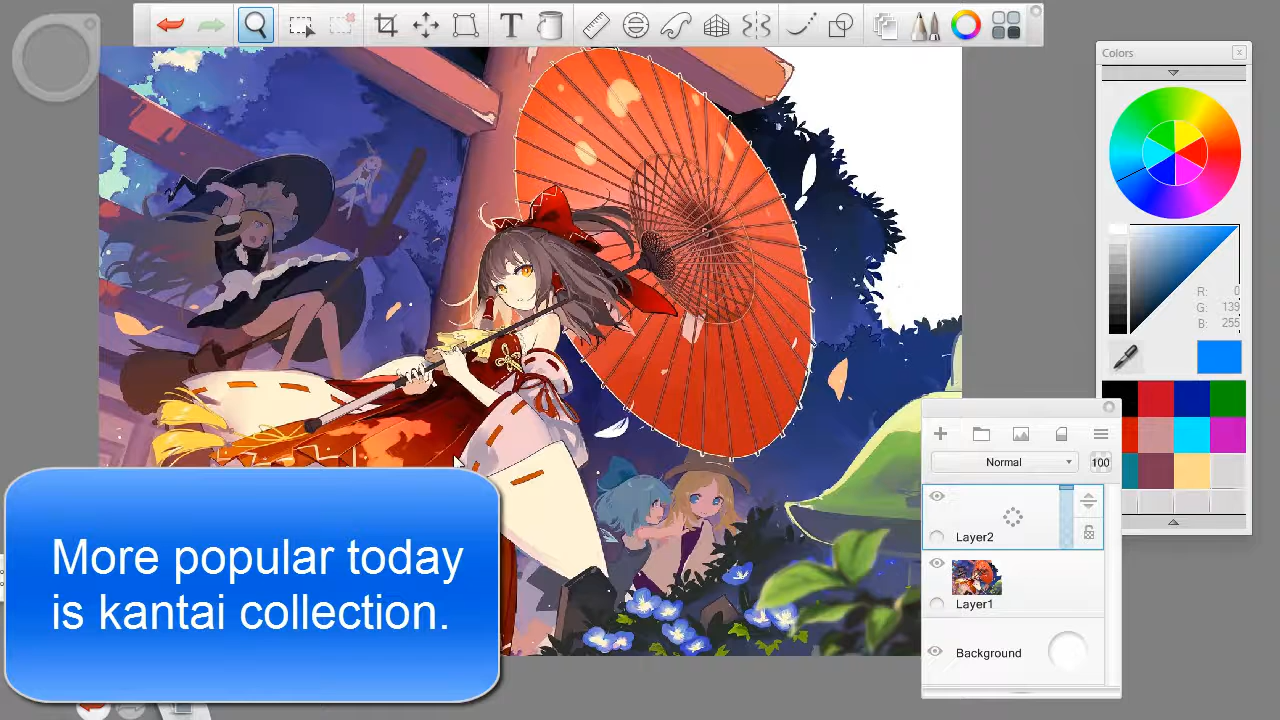 T
Colors
R: 0
G: 139
B: 255
Normal
100
Layer2
Layer1
Background
More popular today
is kantai collection.